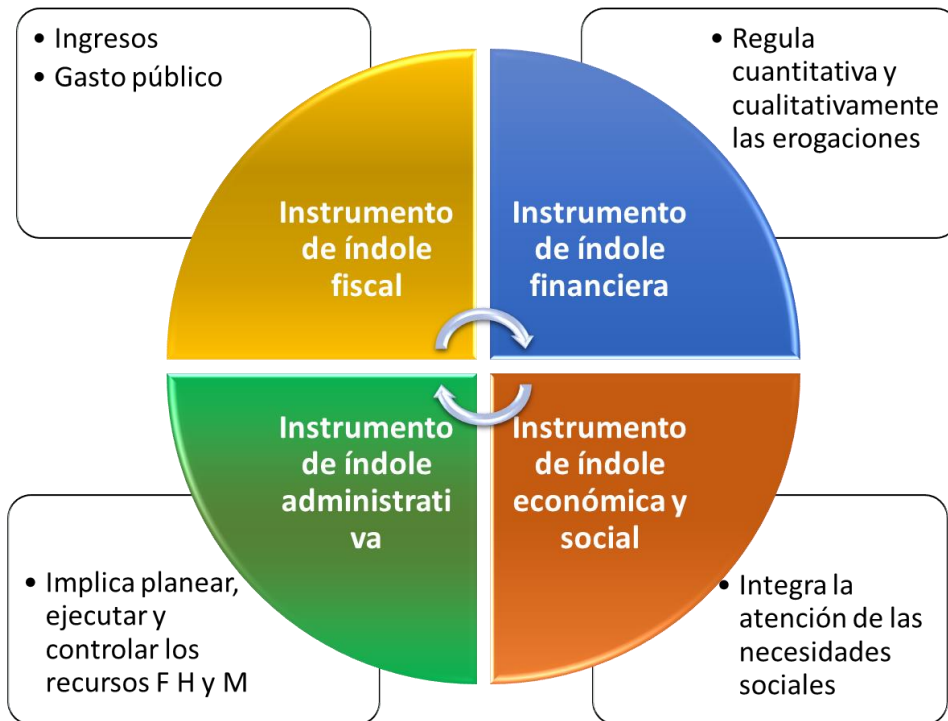 • Ingresos
• Gasto público
• Regula
cuantitativa y
cualitativamente
las erogaciones
Instrumento
de índole
fiscal
Instrumento
de índole
financiera
Instrumento
de índole
administrati
va
Instrumento
de índole
económica y
social
• Implica planear,
ejecutar y
controlar los
recursos F H y M
• Integra la
atención de las
necesidades
sociales